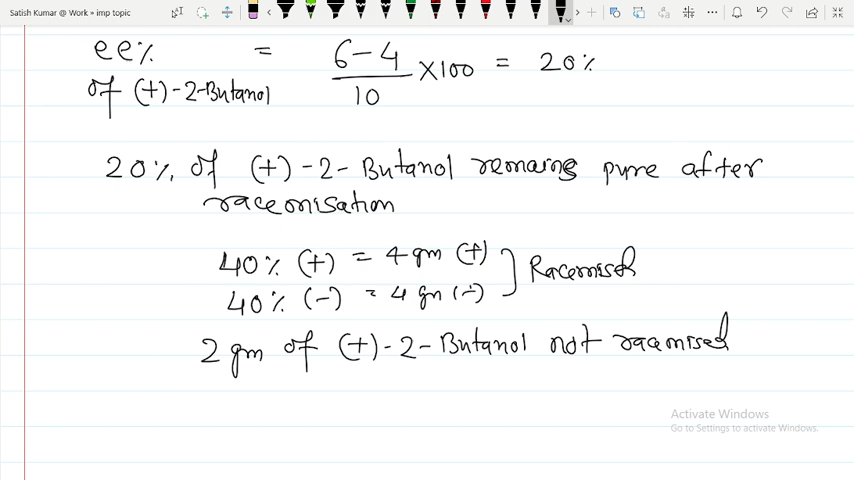 Satish Kumar @ Work » imp topic
ee% = 6-4/10 ×100 = 20%
of (+)-2-Butanol
20% of (+)-2-Butanol remains pure after
racemisation
40% (+) = 4 gm (+)
40% (-) = 4 gm (-)
] Racemised
2 gm of (+)-2-Butanol not racemised
Activate Windows
Go to Settings to activate Windows.